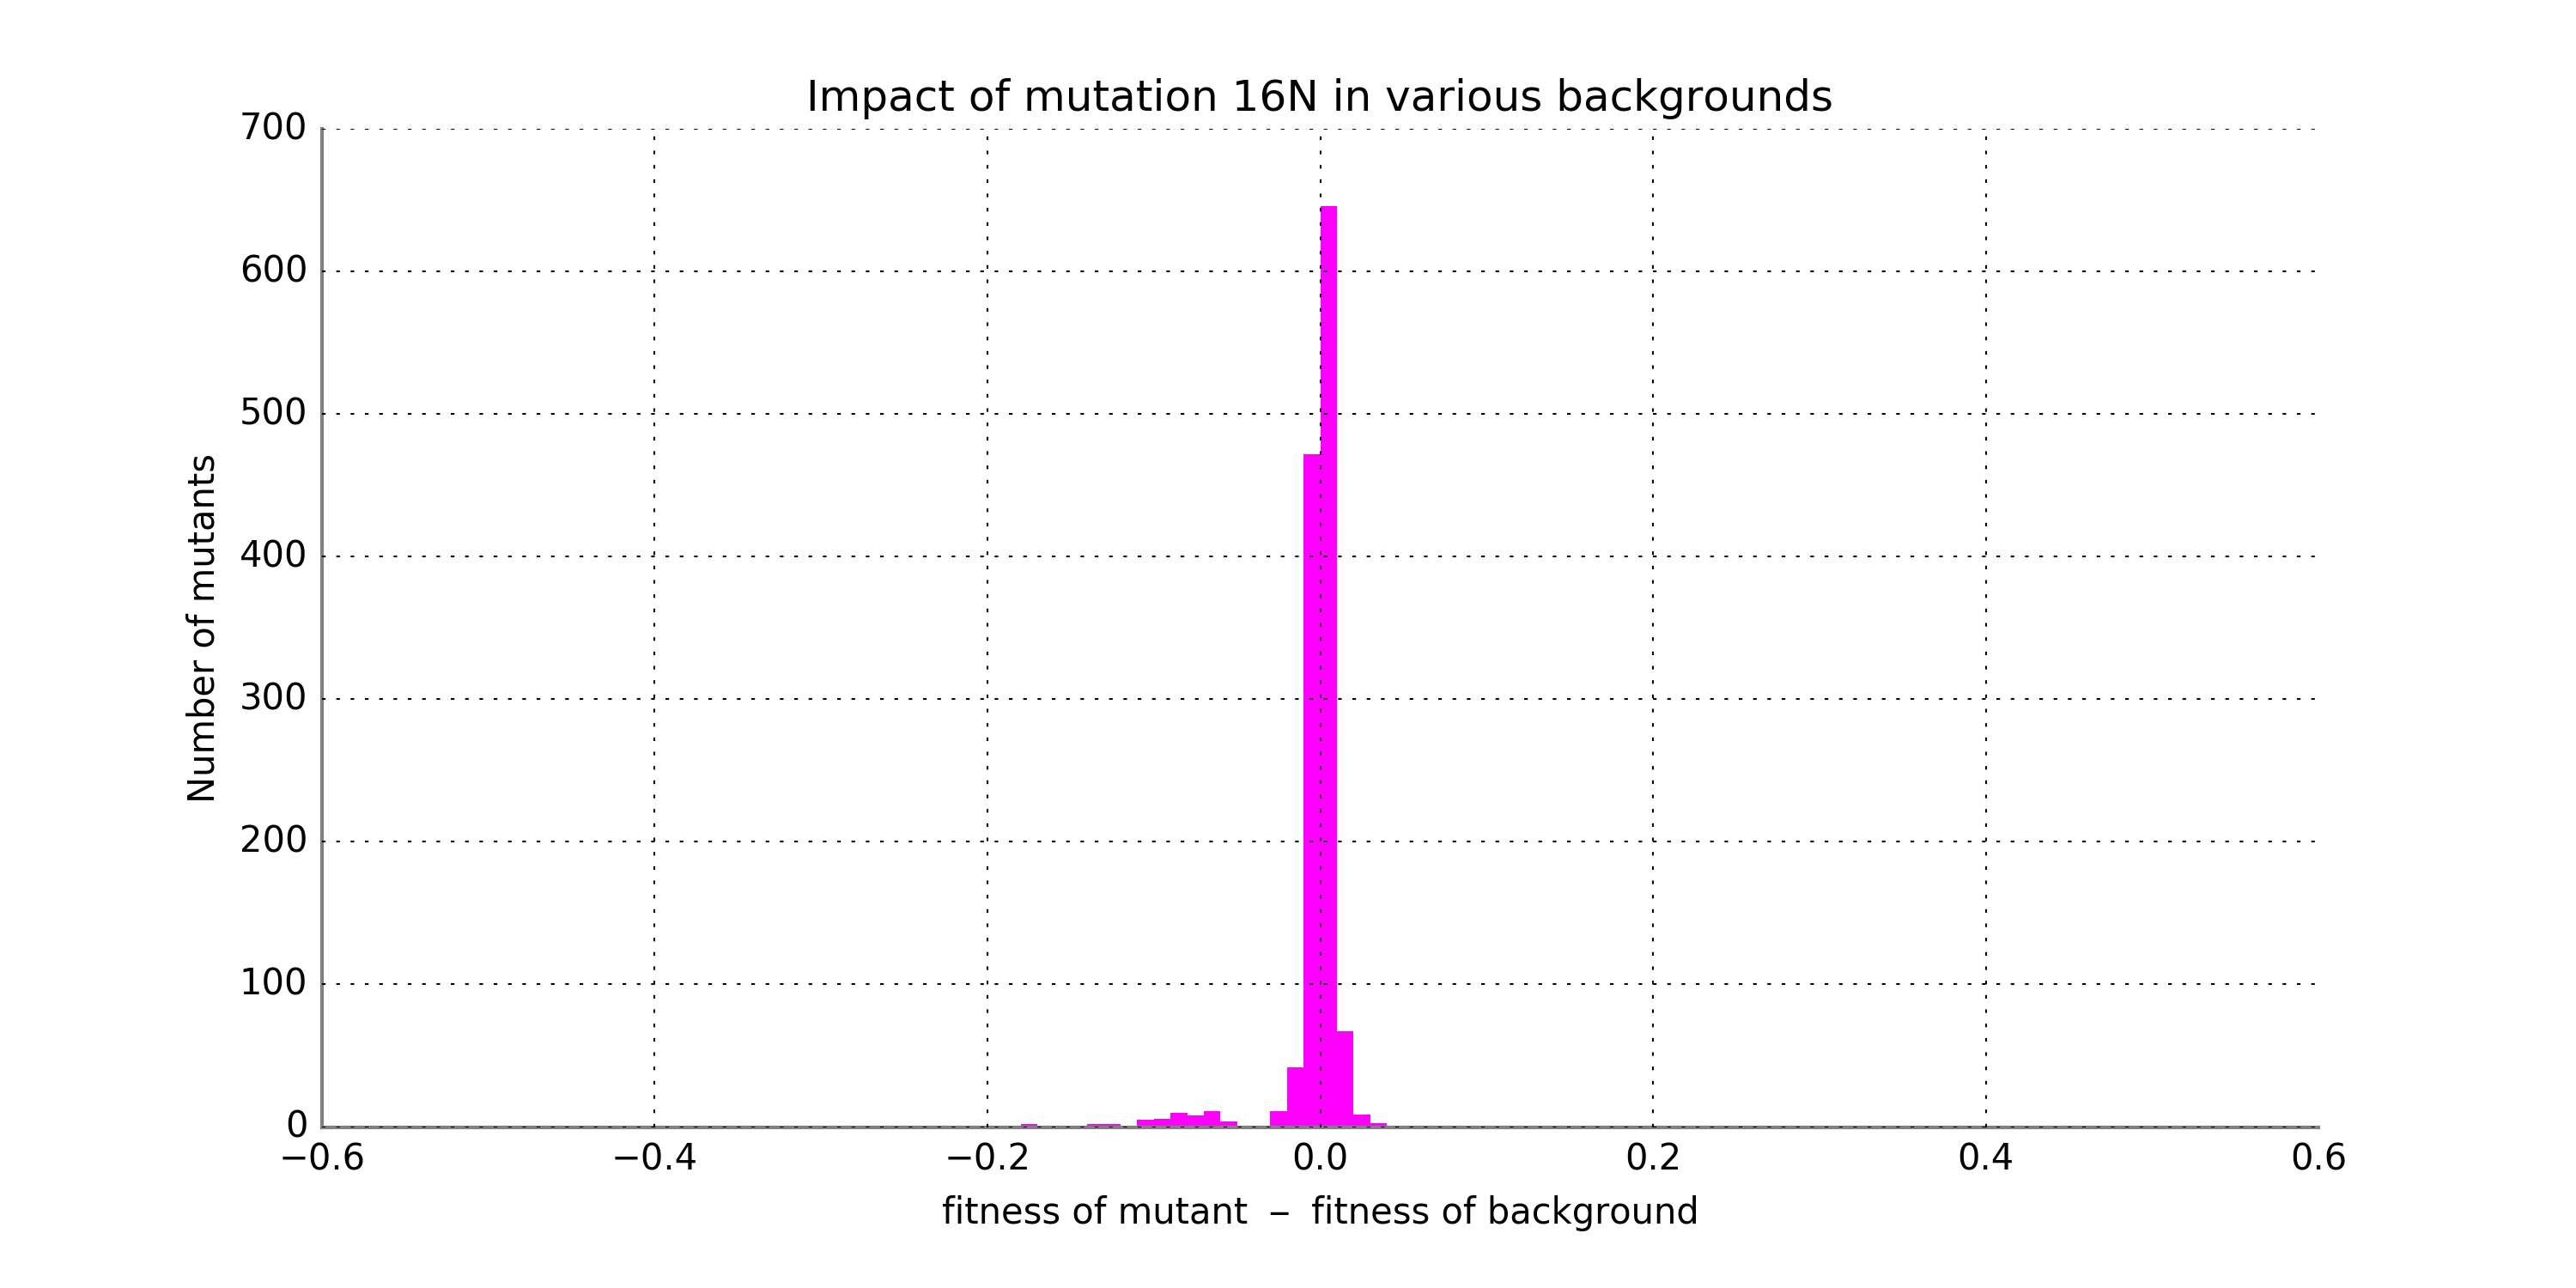 Impact of mutation 16N in various backgrounds
700
600
500
400
300
200
100
0
Number of mutants
−0.6 −0.4 −0.2 0.0 0.2 0.4 0.6
fitness of mutant − fitness of background